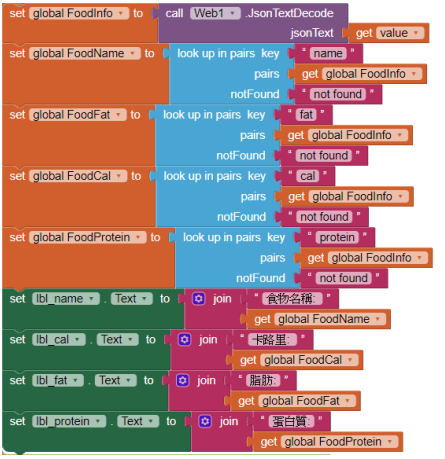 set global FoodInfo to call Web1 .JsonTextDecode
jsonText get value
set global FoodName to look up in pairs key " name "
pairs get global FoodInfo
notFound " not found "
set global FoodFat to look up in pairs key " fat "
pairs get global FoodInfo
notFound " not found "
set global FoodCal to look up in pairs key " cal "
pairs get global FoodInfo
notFound " not found "
set global FoodProtein to look up in pairs key " protein "
pairs get global FoodInfo
notFound " not found "
set lbl_name . Text to join " 食物名稱: "
get global FoodName
set lbl_cal . Text to join " 卡路里: "
get global FoodCal
set lbl_fat . Text to join " 脂肪: "
get global FoodFat
set lbl_protein . Text to join " 蛋白質: "
get global FoodProtein